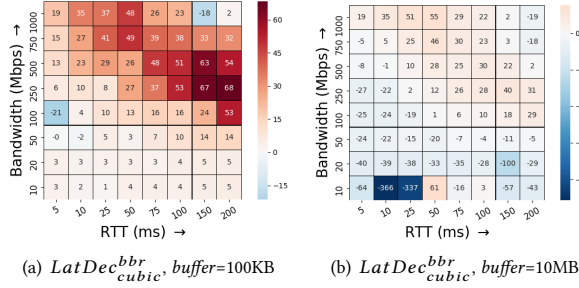 Bandwidth (Mbps) →
1000 19 35 37 48 26 23 -18 2
750 15 27 41 49 33 32
500 13 23 29 26 48 51 63 54
250 10 5 8 27 37 53 67 68
100 -21 4 10 13 16 16 24 53
50 -0 -2 5 3 7 10 14 14
20 3 3 3 3 4 4 5 5
10 3 2 1 4 4 5 5
5 10 25 50 75 100 150 200
RTT (ms) →
60
45
30
15
0
−15
(a) LatDec^bbr_cubic, buffer=100KB
Bandwidth (Mbps) →
1000 19 35 51 55 22 22 2 -19
750 -5 5 25 46 30 23 3 -3
500 -8 -1 10 25 25 22 10 2
250 -27 -22 2 12 26 28 40 31
100 -34 -26 1 6 9 18 29
50 -24 -22 -15 -20 -7 -4 -11 -5
20 -40 -39 -38 -33 -35 -28 -100 -29
10 -64 -366 -337 61 -16 3 -57 -43
5 10 25 50 75 100 150 200
RTT (ms) →
(b) LatDec^bbr_cubic, buffer=10MB